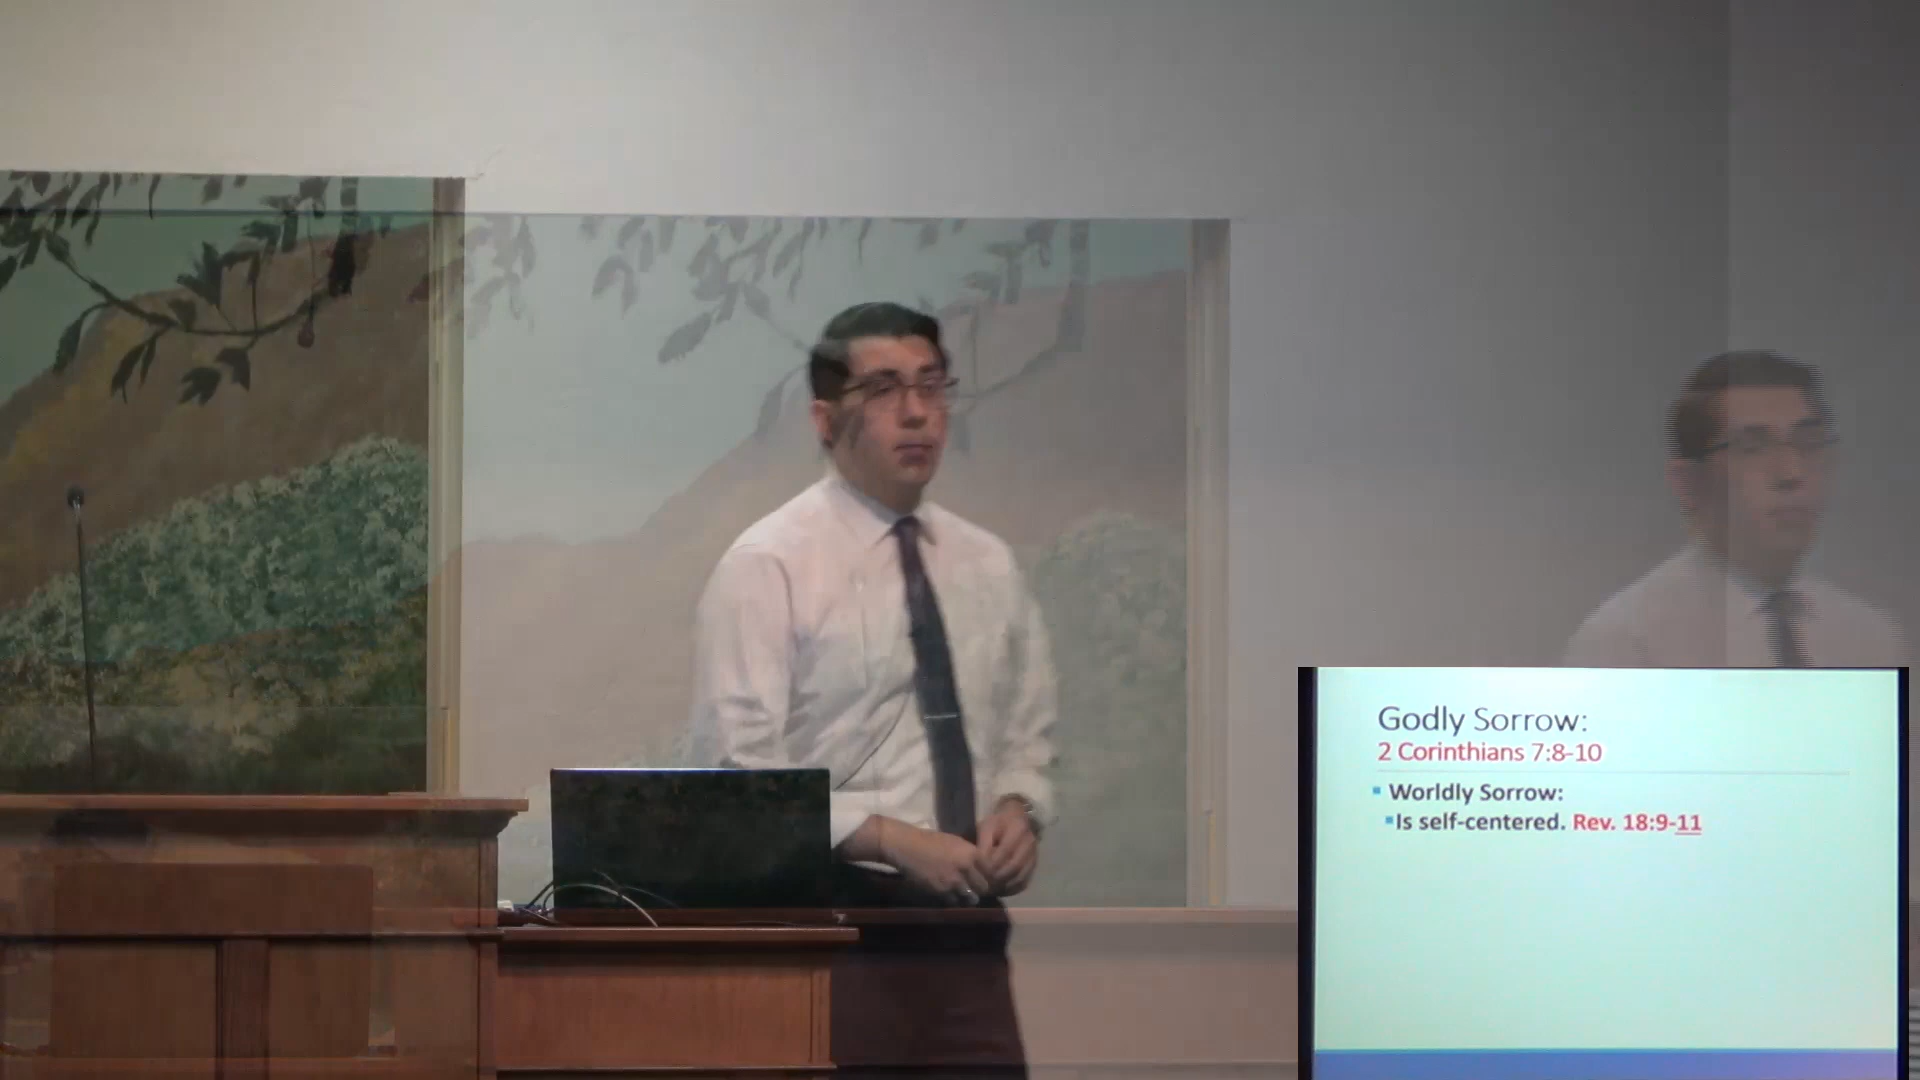 Godly Sorrow:
2 Corinthians 7:8-10
Worldly Sorrow:
Is self-centered. Rev. 18:9-11